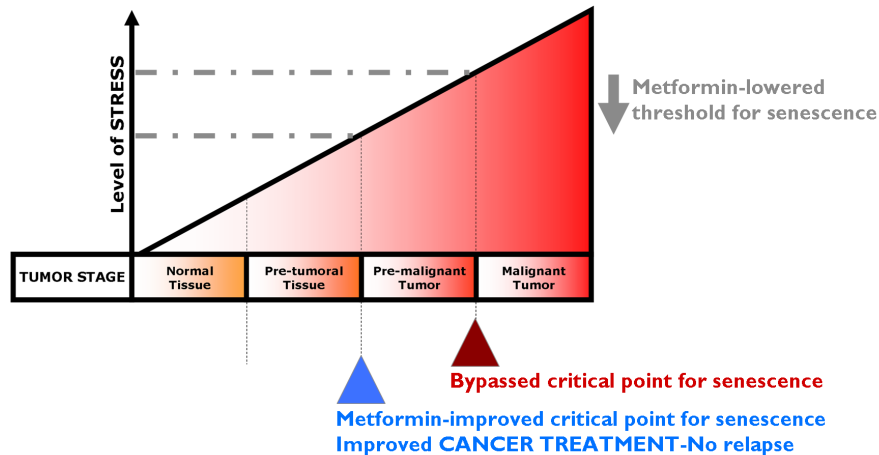 Level of STRESS
Metformin-lowered
threshold for senescence
TUMOR STAGE
Normal
Tissue
Pre-tumoral
Tissue
Pre-malignant
Tumor
Malignant
Tumor
Bypassed critical point for senescence
Metformin-improved critical point for senescence
Improved CANCER TREATMENT-No relapse